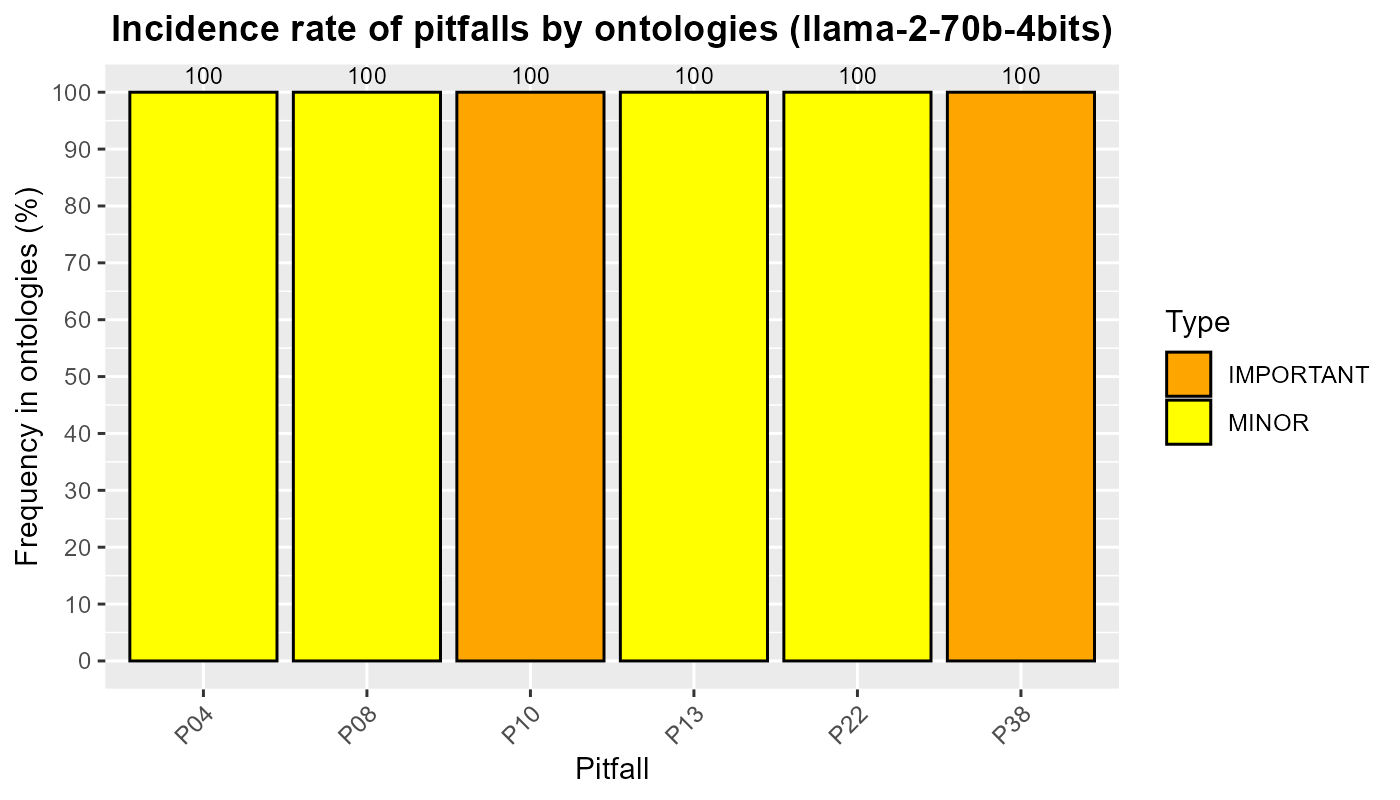 Incidence rate of pitfalls by ontologies (llama-2-70b-4bits)
100 100 100 100 100 100
Frequency in ontologies (%)
100
90
80
70
60
50
40
30
20
10
0
P04 P08 P10 P13 P22 P38
Pitfall
Type
IMPORTANT
MINOR